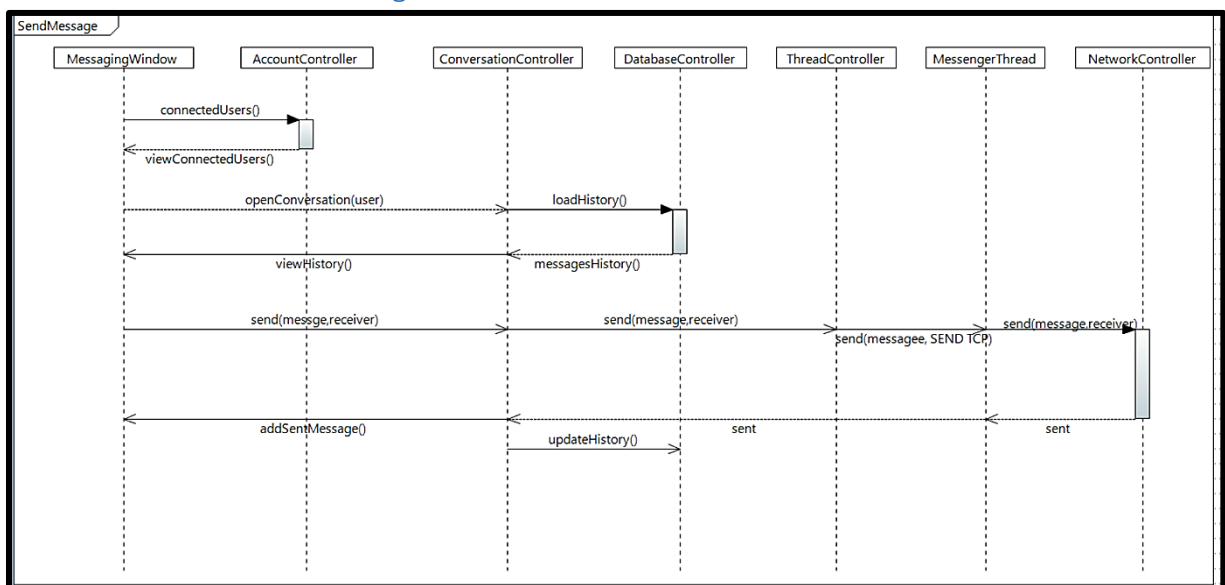 SendMessage
MessagingWindow
AccountController
ConversationController
DatabaseController
ThreadController
MessengerThread
NetworkController
connectedUsers()
viewConnectedUsers()
openConversation(user)
loadHistory()
viewHistory()
messagesHistory()
send(messge,receiver)
send(message,receiver)
send(messagee, SEND TCP)
send(message.receiver)
addSentMessage()
sent
sent
updateHistory()